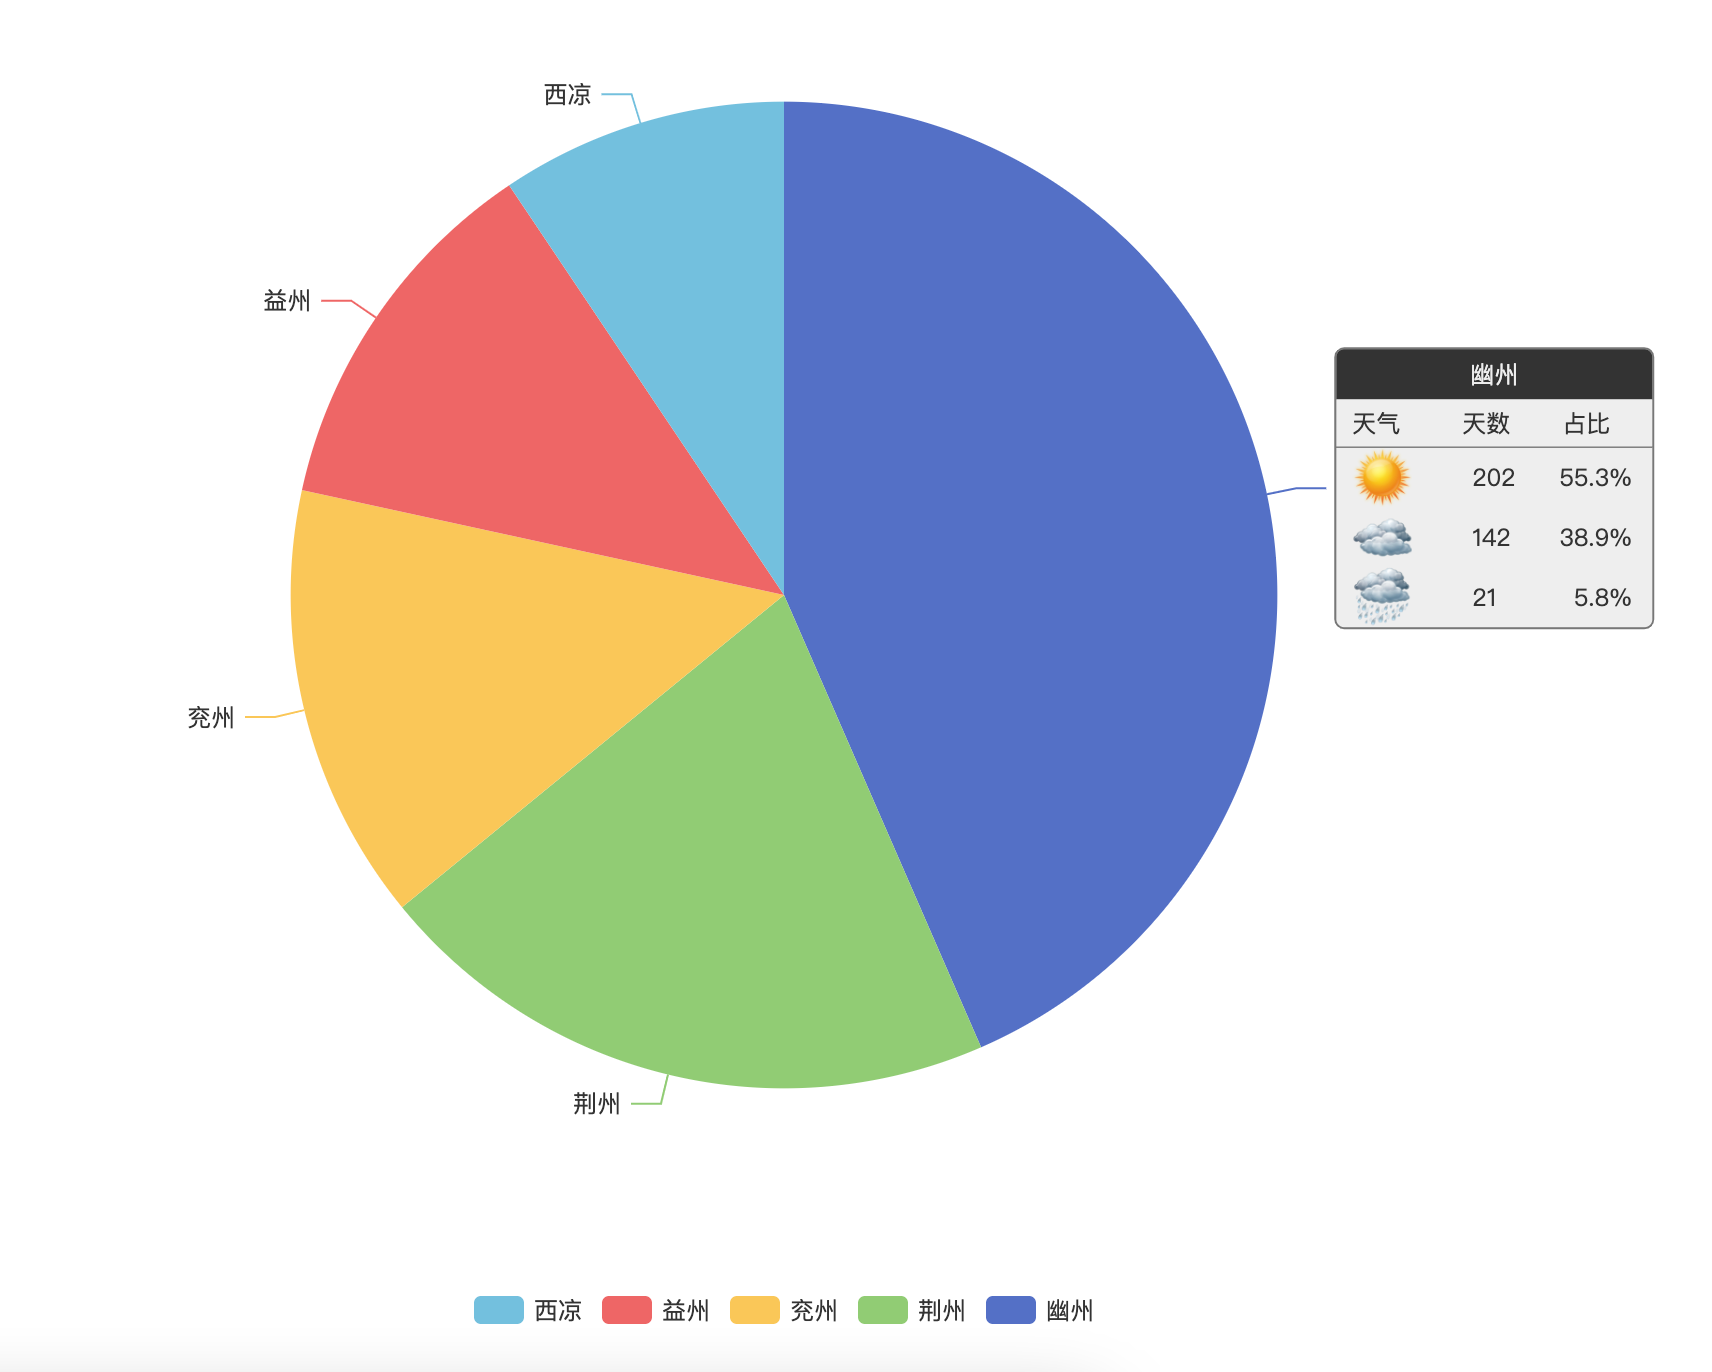 西凉
益州
幽州
天气 天数 占比
202 55.3%
142 38.9%
21 5.8%
兖州
荆州
西凉 益州 兖州 荆州 幽州